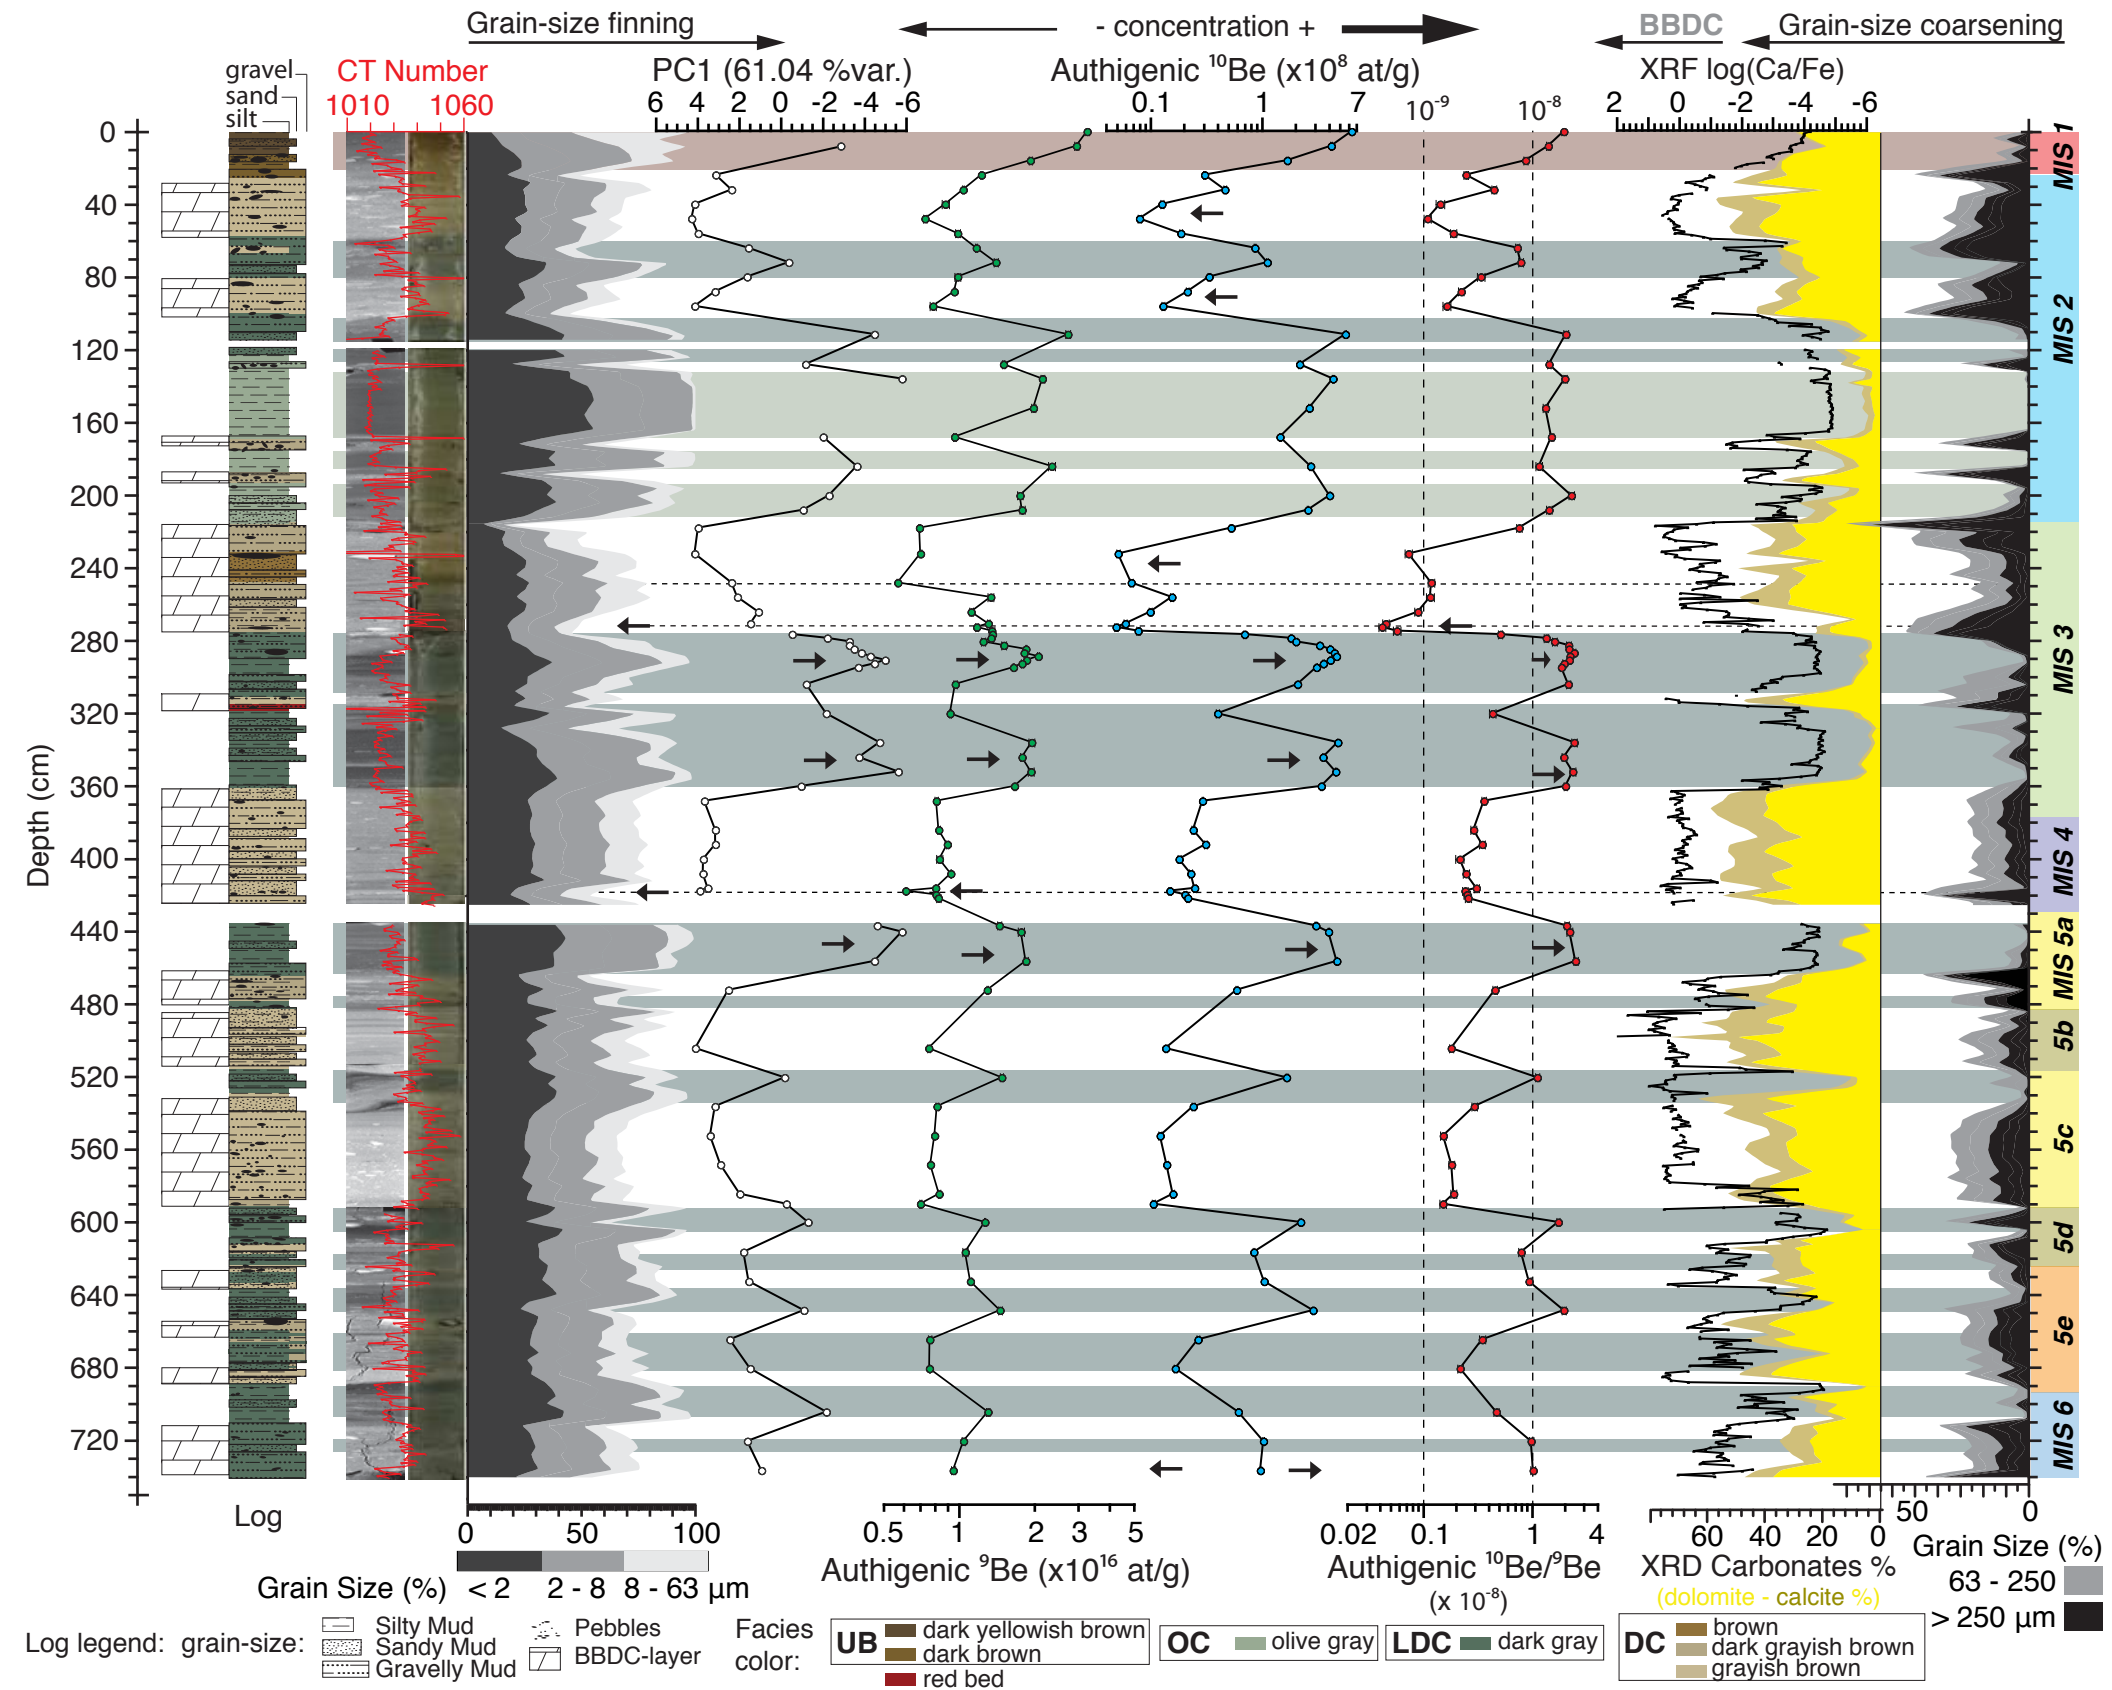 Grain-size finning
- concentration +
BBDC
Grain-size coarsening
gravel
sand
silt
CT Number
1010 1060
PC1 (61.04 %var.)
6 4 2 0 -2 -4 -6
Authigenic ¹⁰Be (x10⁸ at/g)
0.1 1 7
10⁻⁹ 10⁻⁸
XRF log(Ca/Fe)
2 0 -2 -4 -6
Depth (cm)
0
40
80
120
160
200
240
280
320
360
400
440
480
520
560
600
640
680
720
MIS 1
MIS 2
MIS 3
MIS 4
MIS 5a
5b
5c
5d
5e
MIS 6
Log
0 50 100
Grain Size (%) < 2 2 - 8 8 - 63 µm
0.5 1 2 3 5
Authigenic ⁹Be (x10¹⁶ at/g)
0.02 0.1 1 4
Authigenic ¹⁰Be/⁹Be
(x 10⁻⁸)
60 40 20 0
XRD Carbonates %
(dolomite - calcite %)
50 0
Grain Size (%)
63 - 250
> 250 µm
Log legend: grain-size:
Silty Mud
Sandy Mud
Gravelly Mud
Pebbles
BBDC-layer
Facies
color:
UB
dark yellowish brown
dark brown
red bed
OC
olive gray
LDC
dark gray
DC
brown
dark grayish brown
grayish brown